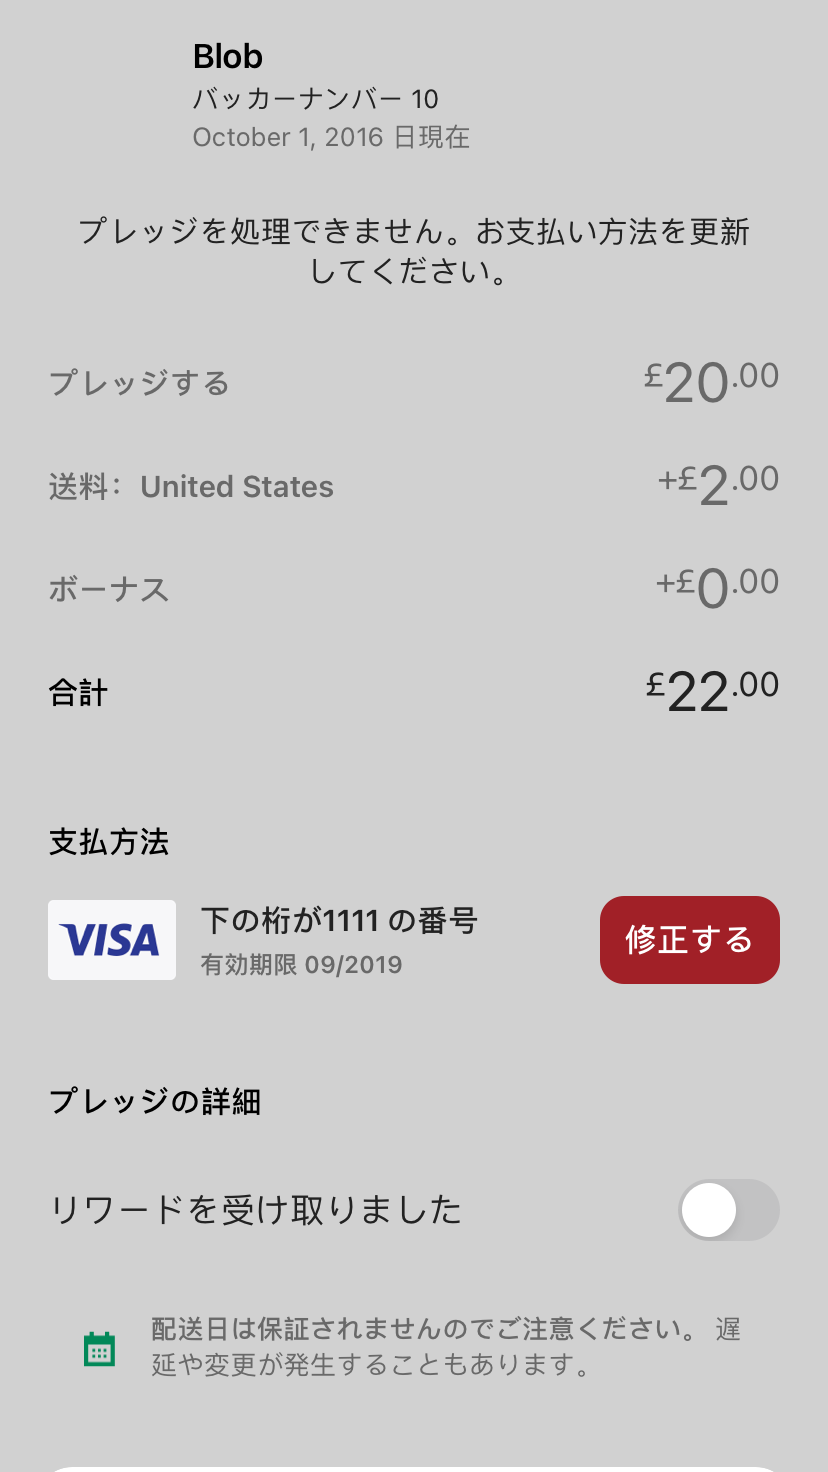 Blob
バッカーナンバー 10
October 1, 2016 日現在
プレッジを処理できません。お支払い方法を更新
してください。
プレッジする £20.00
送料： United States +£2.00
ボーナス +£0.00
合計 £22.00
支払方法
VISA 下の桁が1111 の番号 修正する
有効期限 09/2019
プレッジの詳細
リワードを受け取りました
配送日は保証されませんのでご注意ください。 遅
延や変更が発生することもあります。